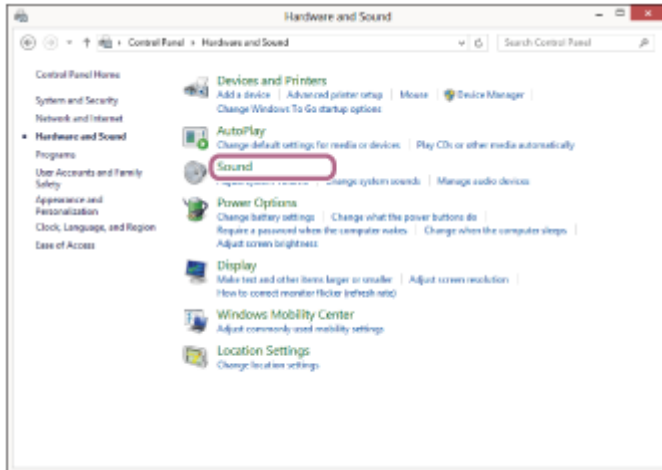 Hardware and Sound
Control Panel › Hardware and Sound
Search Control Panel
Control Panel Home
System and Security
Network and Internet
Hardware and Sound
Programs
User Accounts and Family
Safety
Appearance and
Personalization
Clock, Language, and Region
Ease of Access
Devices and Printers
Add a device | Advanced printer setup | Mouse | Device Manager |
Change Windows To Go startup options
AutoPlay
Change default settings for media or devices | Play CDs or other media automatically
Sound
Adjust system volume | Change system sounds | Manage audio devices
Power Options
Change battery settings | Change what the power buttons do |
Require a password when the computer wakes | Change when the computer sleeps |
Adjust screen brightness
Display
Make text and other items larger or smaller | Adjust screen resolution |
How to correct monitor flicker (refresh rate)
Windows Mobility Center
Adjust commonly used mobility settings
Location Settings
Change location settings